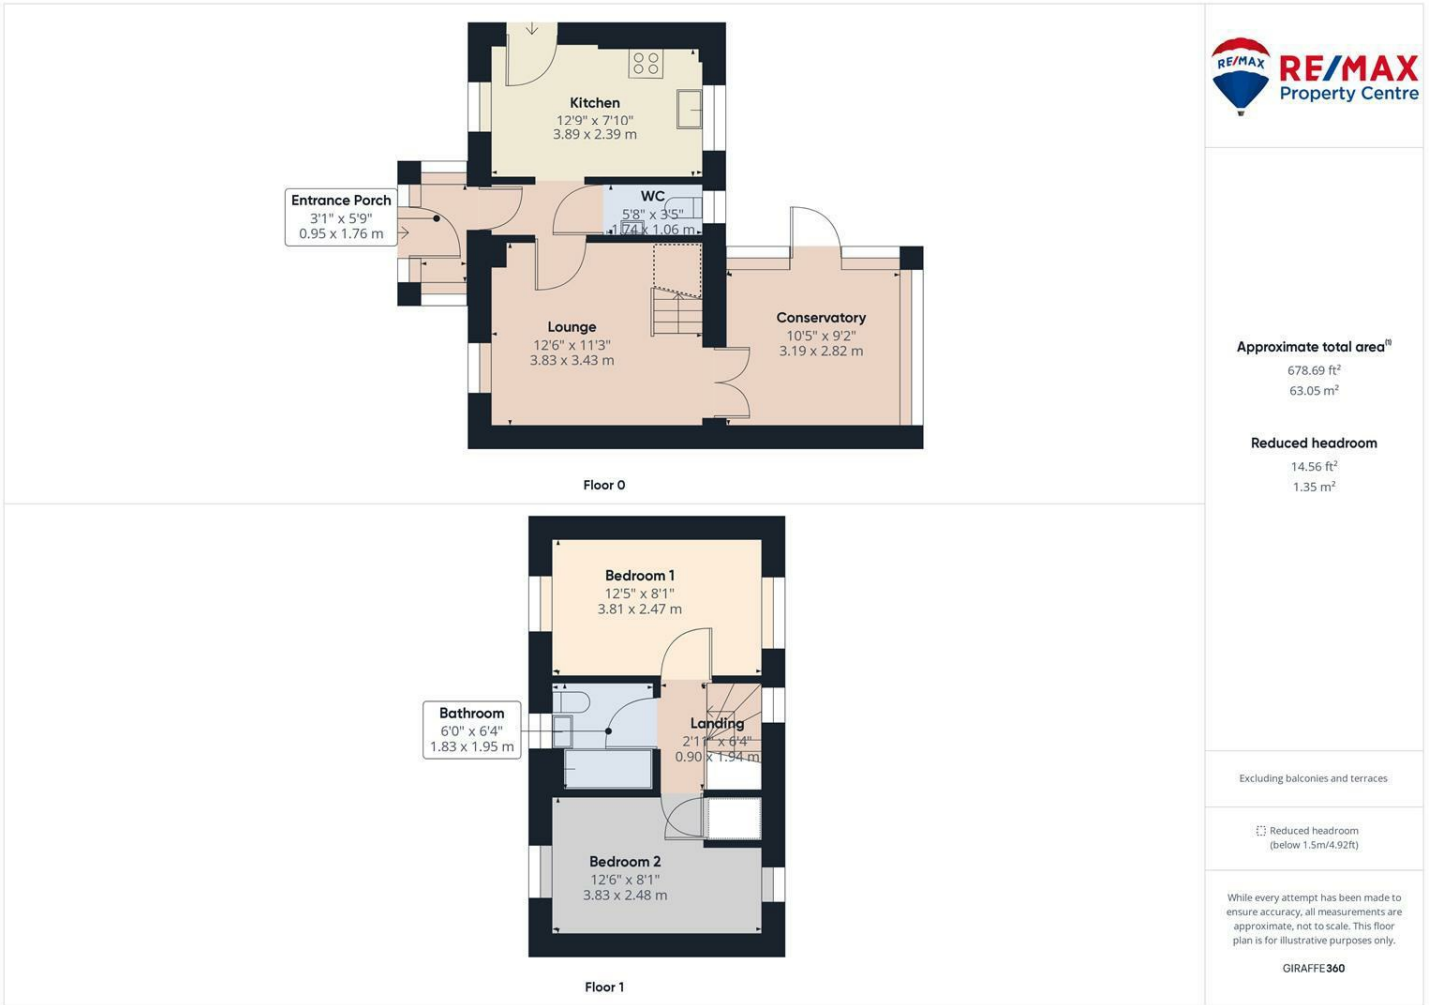 Kitchen
12'9" x 7'10"
3.89 x 2.39 m
Entrance Porch
3'1" x 5'9"
0.95 x 1.76 m
WC
5'8" x 3'5"
1.74 x 1.06 m
Lounge
12'6" x 11'3"
3.83 x 3.43 m
Conservatory
10'5" x 9'2"
3.19 x 2.82 m
Floor 0
Bedroom 1
12'5" x 8'1"
3.81 x 2.47 m
Bathroom
6'0" x 6'4"
1.83 x 1.95 m
Landing
2'11" x 6'4"
0.90 x 1.94 m
Bedroom 2
12'6" x 8'1"
3.83 x 2.48 m
Floor 1
RE/MAX
RE/MAX
Property Centre
Approximate total area⁽¹⁾
678.69 ft²
63.05 m²
Reduced headroom
14.56 ft²
1.35 m²
Excluding balconies and terraces
Reduced headroom
(below 1.5m/4.92ft)
While every attempt has been made to
ensure accuracy, all measurements are
approximate, not to scale. This floor
plan is for illustrative purposes only.
GIRAFFE360